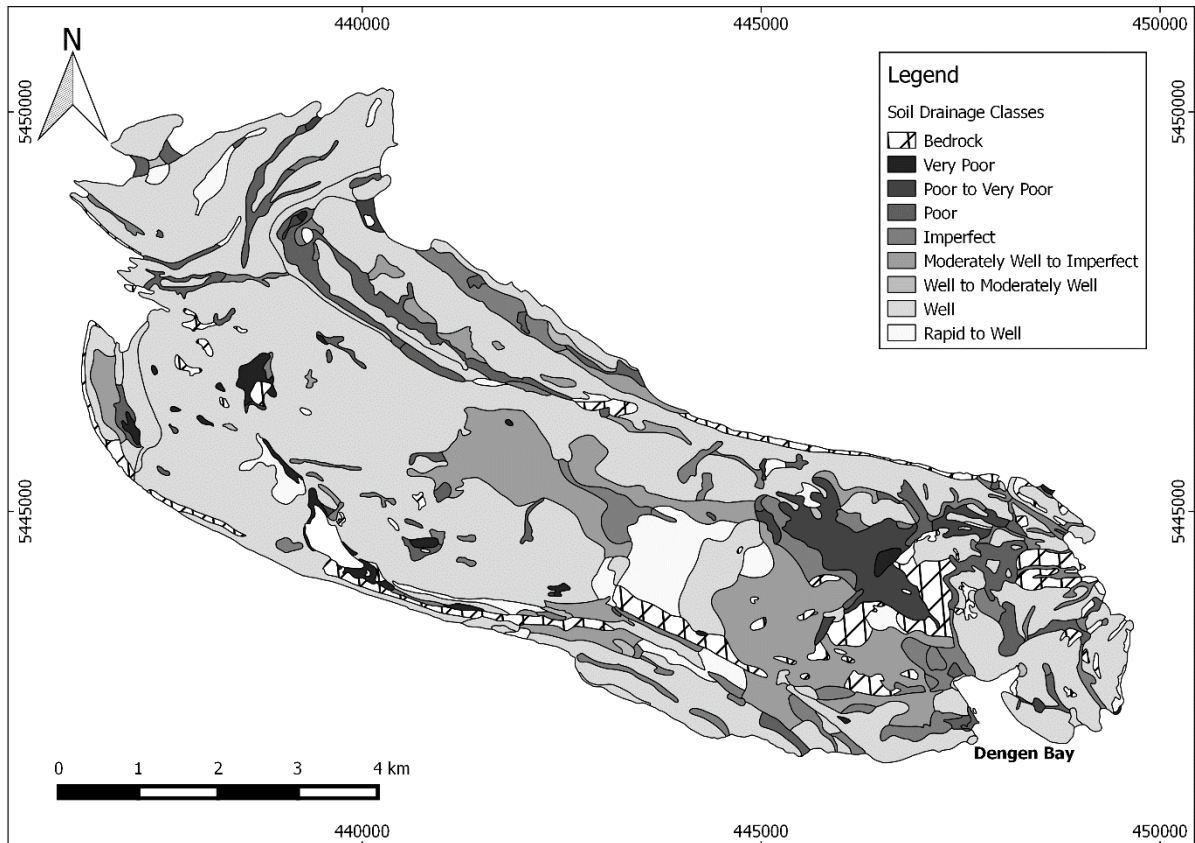 440000 445000 450000
N
Legend
Soil Drainage Classes
Bedrock
Very Poor
Poor to Very Poor
Poor
Imperfect
Moderately Well to Imperfect
Well to Moderately Well
Well
Rapid to Well
5450000 5450000
5445000 5445000
Dengen Bay
0 1 2 3 4 km
440000 445000 450000